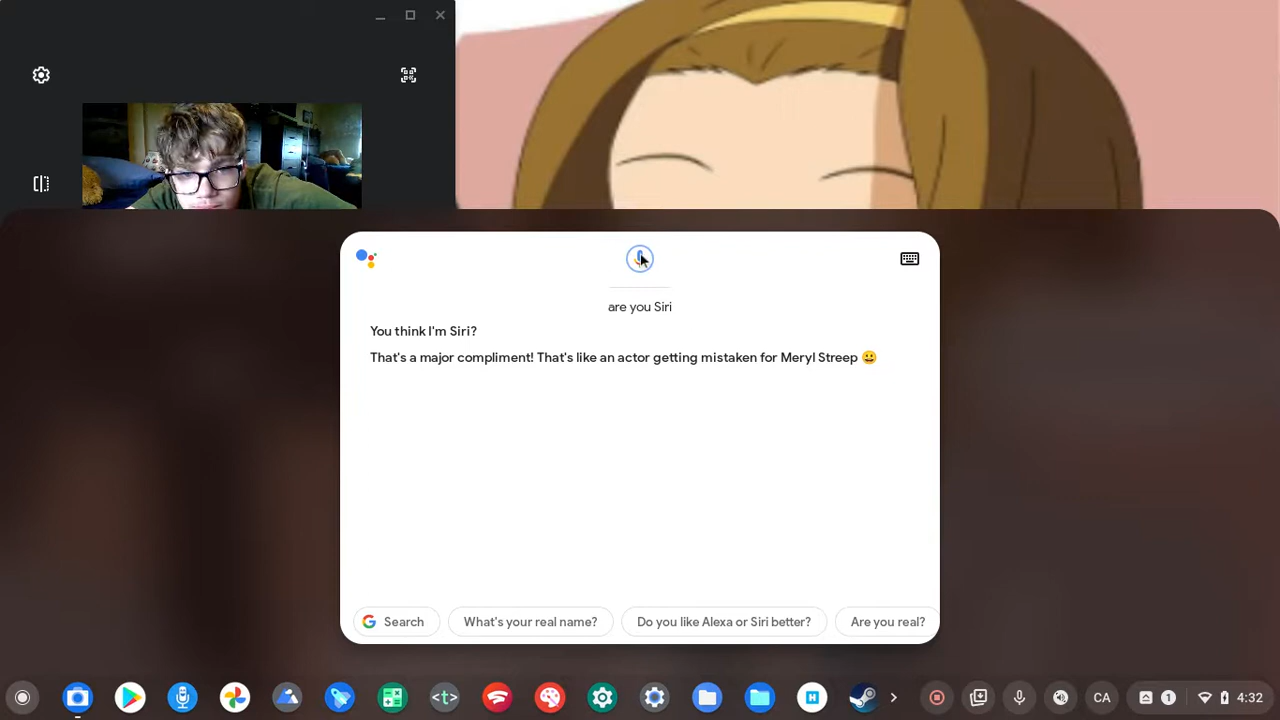 are you Siri
You think I'm Siri?
That's a major compliment! That's like an actor getting mistaken for Meryl Streep 😀
Search
What's your real name?
Do you like Alexa or Siri better?
Are you real?
<t>
H
CA
1
4:32